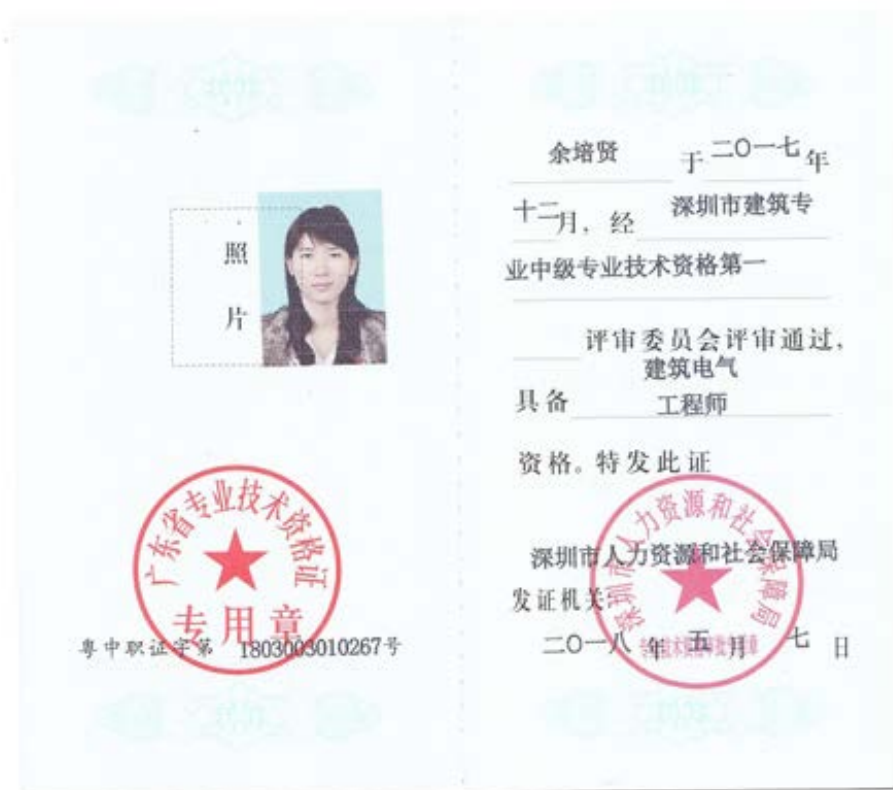 照
片
广东省专业技术资格证
专用章
粤中职证字第 1803003010267号
余培贤 于二〇一七年
十二月，经 深圳市建筑专
业中级专业技术资格第一
评审委员会评审通过，
建筑电气
具备 工程师
资格。特发此证
深圳市人力资源和社会保障局
深圳市人力资源和社会保障局
发证机关：
二〇一八年五月七日